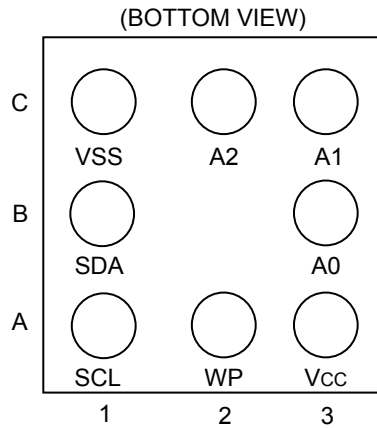 (BOTTOM VIEW)
C
VSS A2 A1
B
SDA A0
A
SCL WP VCC
1 2 3